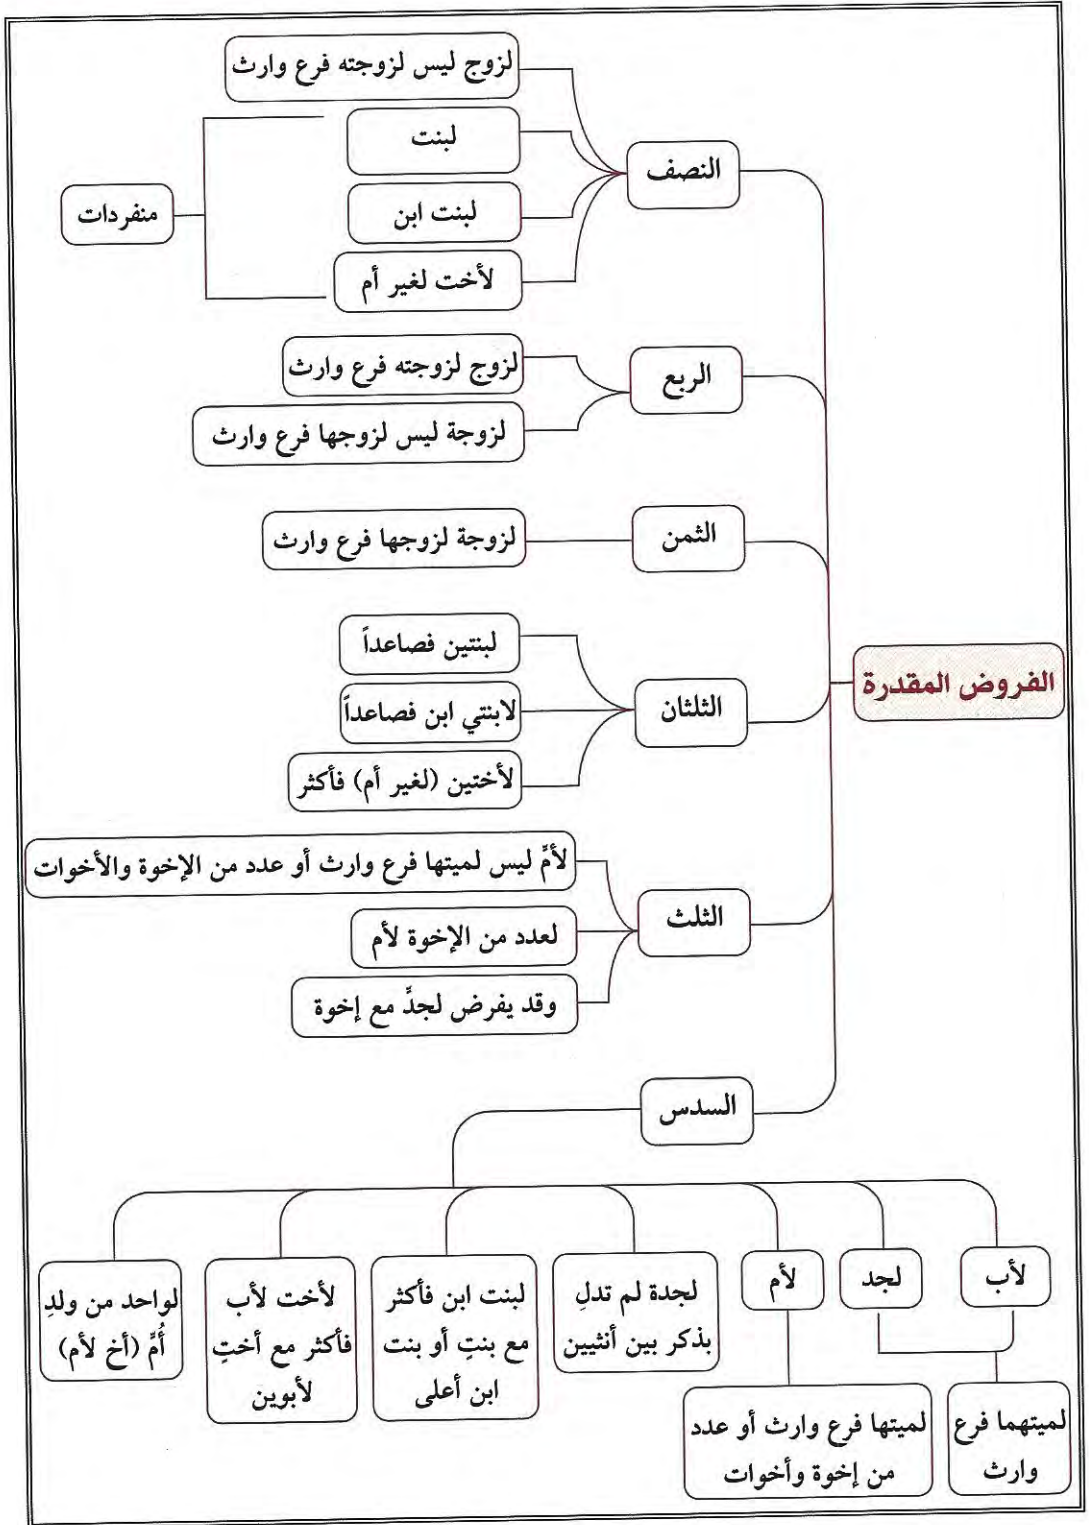 الفروض المقدرة
النصف
لزوج ليس لزوجته فرع وارث
لبنت
لبنت ابن
لأخت لغير أم
منفردات
الربع
لزوج لزوجته فرع وارث
لزوجة ليس لزوجها فرع وارث
الثمن
لزوجة لزوجها فرع وارث
الثلثان
لبنتين فصاعداً
لابنتي ابن فصاعداً
لأختين (لغير أم) فأكثر
الثلث
لأمٍّ ليس لميتها فرع وارث أو عدد من الإخوة والأخوات
لعدد من الإخوة لأم
وقد يفرض لجدٍّ مع إخوة
السدس
لأب
لجد
لميتهما فرع
وارث
لأم
لميتها فرع وارث أو عدد
من إخوة وأخوات
لجدة لم تدلِ
بذكر بين أنثيين
لبنت ابن فأكثر
مع بنتٍ أو بنت
ابن أعلى
لأخت لأب
فأكثر مع أختٍ
لأبوين
لواحد من ولدِ
أُمٍّ (أخ لأم)